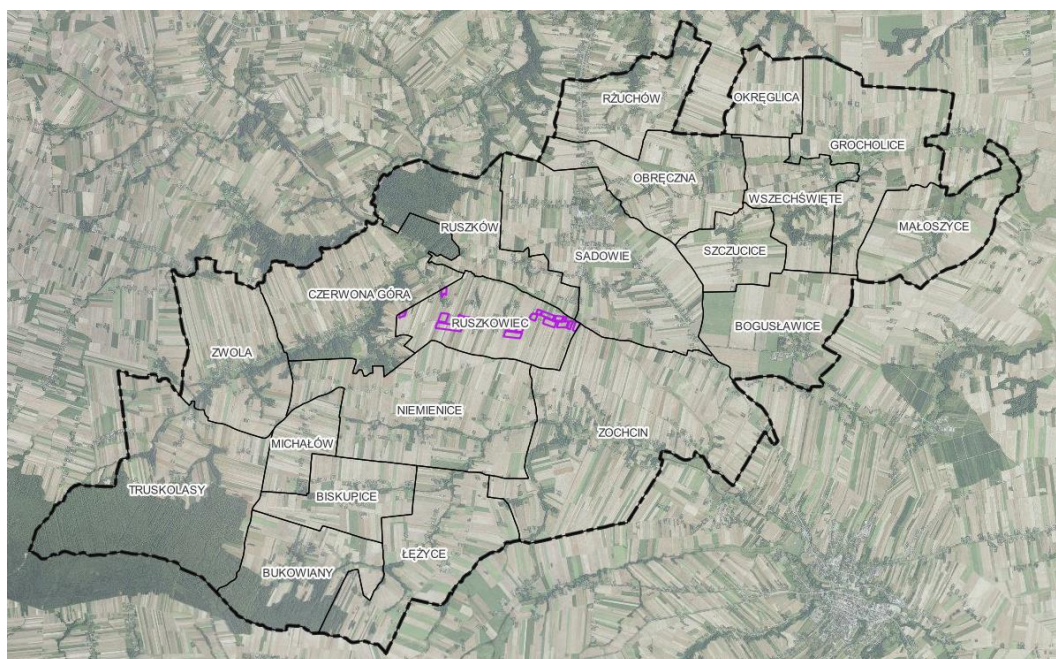 RŻUCHÓW
OKRĘGLICA
GROCHOLICE
OBRĘCZNA
WSZECHŚWIĘTE
RUSZKÓW
SZCZUCICE
MAŁOSZYCE
SADOWIE
CZERWONA GÓRA
RUSZKOWIEC
BOGUSŁAWICE
ZWOLA
NIEMIENICE
ZOCHCIN
MICHAŁÓW
TRUSKOLASY
BISKUPICE
ŁĘŻYCE
BUKOWIANY